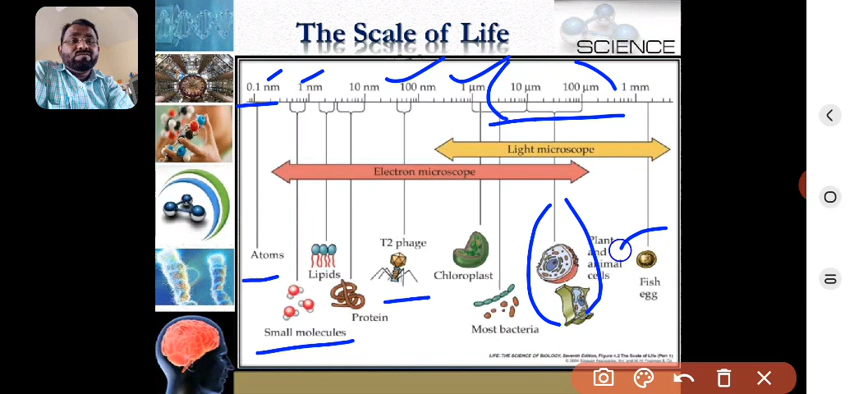 The Scale of Life
SCIENCE
0.1 nm 1 nm 10 nm 100 nm 1 µm 10 µm 100 µm 1 mm
Light microscope
Electron microscope
Atoms
Small molecules
Lipids
Protein
T2 phage
Chloroplast
Most bacteria
Plant
and
animal
cells
Fish
egg
LIFE: THE SCIENCE OF BIOLOGY, Seventh Edition, Figure 4.2 The Scale of Life (Part 1)